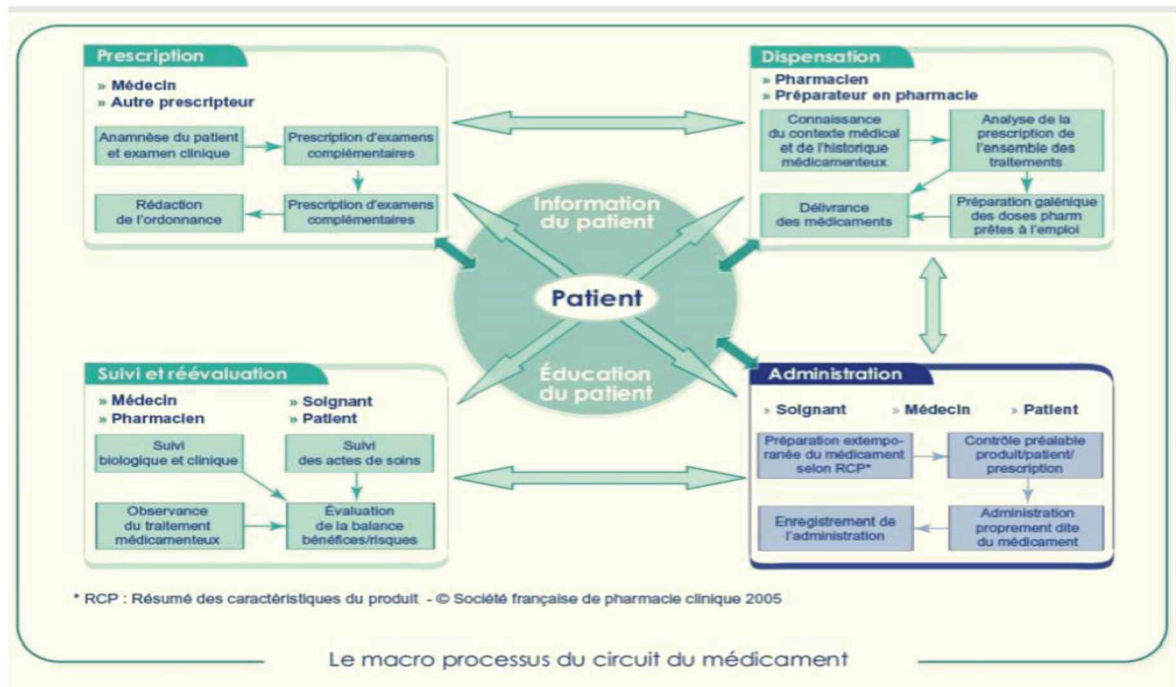 Prescription
» Médecin
» Autre prescripteur
Anamnèse du patient
et examen clinique
Prescription d'examens
complémentaires
Rédaction
de l'ordonnance
Prescription d'examens
complémentaires
Dispensation
» Pharmacien
» Préparateur en pharmacie
Connaissance
du contexte médical
et de l'historique
médicamenteux
Analyse de la
prescription de
l'ensemble des
traitements
Délivrance
des médicaments
Préparation galénique
des doses pharm
prêtes à l'emploi
Information
du patient
Patient
Éducation
du patient
Suivi et réévaluation
» Médecin
» Soignant
» Pharmacien
» Patient
Suivi
biologique et clinique
Suivi
des actes de soins
Observance
du traitement
médicamenteux
Évaluation
de la balance
bénéfices/risques
Administration
» Soignant
» Médecin
» Patient
Préparation extempo-
ranée du médicament
selon RCP*
Contrôle préalable
produit/patient/
prescription
Enregistrement de
l'administration
Administration
proprement dite
du médicament
* RCP : Résumé des caractéristiques du produit - © Société française de pharmacie clinique 2005
Le macro processus du circuit du médicament